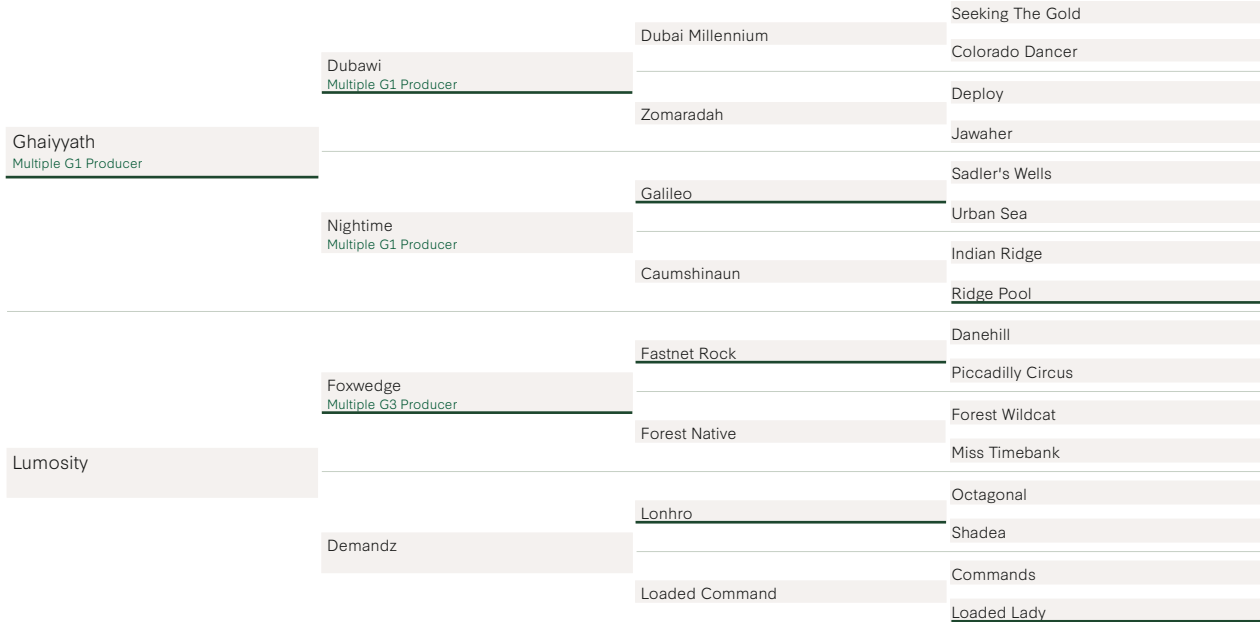 Ghaiyyath
Multiple G1 Producer
Lumosity
Dubawi
Multiple G1 Producer
Nightime
Multiple G1 Producer
Foxwedge
Multiple G3 Producer
Demandz
Dubai Millennium
Zomaradah
Galileo
Caumshinaun
Fastnet Rock
Forest Native
Lonhro
Loaded Command
Seeking The Gold
Colorado Dancer
Deploy
Jawaher
Sadler's Wells
Urban Sea
Indian Ridge
Ridge Pool
Danehill
Piccadilly Circus
Forest Wildcat
Miss Timebank
Octagonal
Shadea
Commands
Loaded Lady